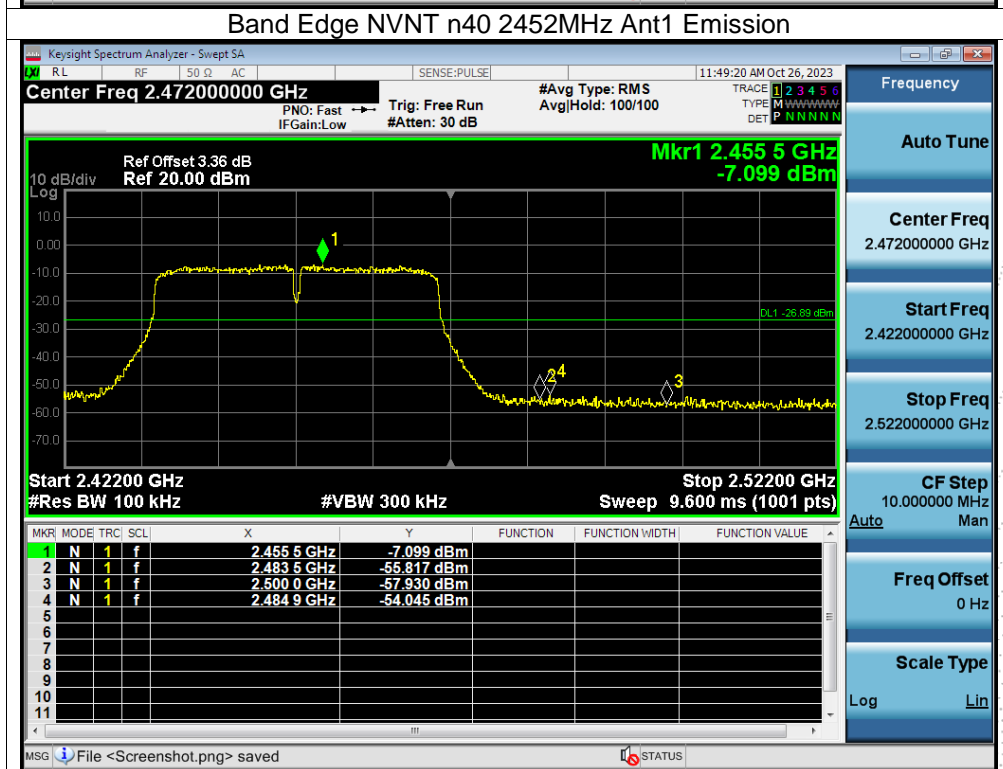 Band Edge NVNT n40 2452MHz Ant1 Emission
Keysight Spectrum Analyzer - Swept SA
LXI RL RF 50 Ω AC SENSE:PULSE 11:49:20 AM Oct 26, 2023
Center Freq 2.472000000 GHz #Avg Type: RMS TRACE 1 2 3 4 5 6
PNO: Fast Trig: Free Run Avg|Hold: 100/100 TYPE M WWWWW
IFGain:Low #Atten: 30 dB DET P N N N N N
Mkr1 2.455 5 GHz
Ref Offset 3.36 dB
10 dB/div Ref 20.00 dBm -7.099 dBm
Log
10.0
0.00
1
-10.0
-20.0
DL1 -26.89 dBm
-30.0
-40.0
-50.0
2 4 3
-60.0
-70.0
Start 2.42200 GHz Stop 2.52200 GHz
#Res BW 100 kHz #VBW 300 kHz Sweep 9.600 ms (1001 pts)
MKR MODE TRC SCL X Y FUNCTION FUNCTION WIDTH FUNCTION VALUE
1 N 1 f 2.455 5 GHz -7.099 dBm
2 N 1 f 2.483 5 GHz -55.817 dBm
3 N 1 f 2.500 0 GHz -57.930 dBm
4 N 1 f 2.484 9 GHz -54.045 dBm
5
6
7
8
9
10
11
MSG File <Screenshot.png> saved STATUS
Frequency
Auto Tune
Center Freq
2.472000000 GHz
Start Freq
2.422000000 GHz
Stop Freq
2.522000000 GHz
CF Step
10.000000 MHz
Auto Man
Freq Offset
0 Hz
Scale Type
Log Lin